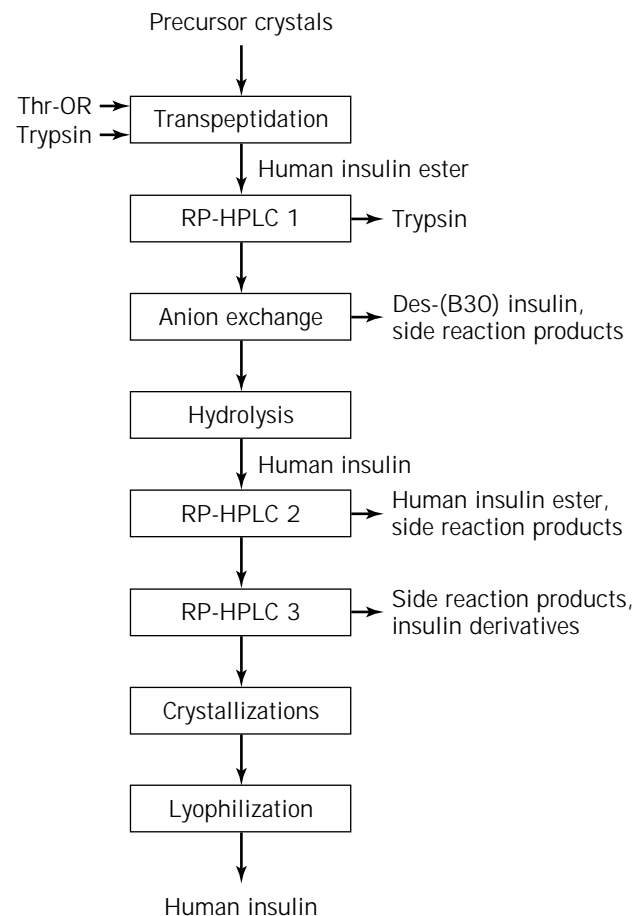 Precursor crystals
Thr-OR
Trypsin
Transpeptidation
Human insulin ester
RP-HPLC 1
Trypsin
Anion exchange
Des-(B30) insulin,
side reaction products
Hydrolysis
Human insulin
RP-HPLC 2
Human insulin ester,
side reaction products
RP-HPLC 3
Side reaction products,
insulin derivatives
Crystallizations
Lyophilization
Human insulin